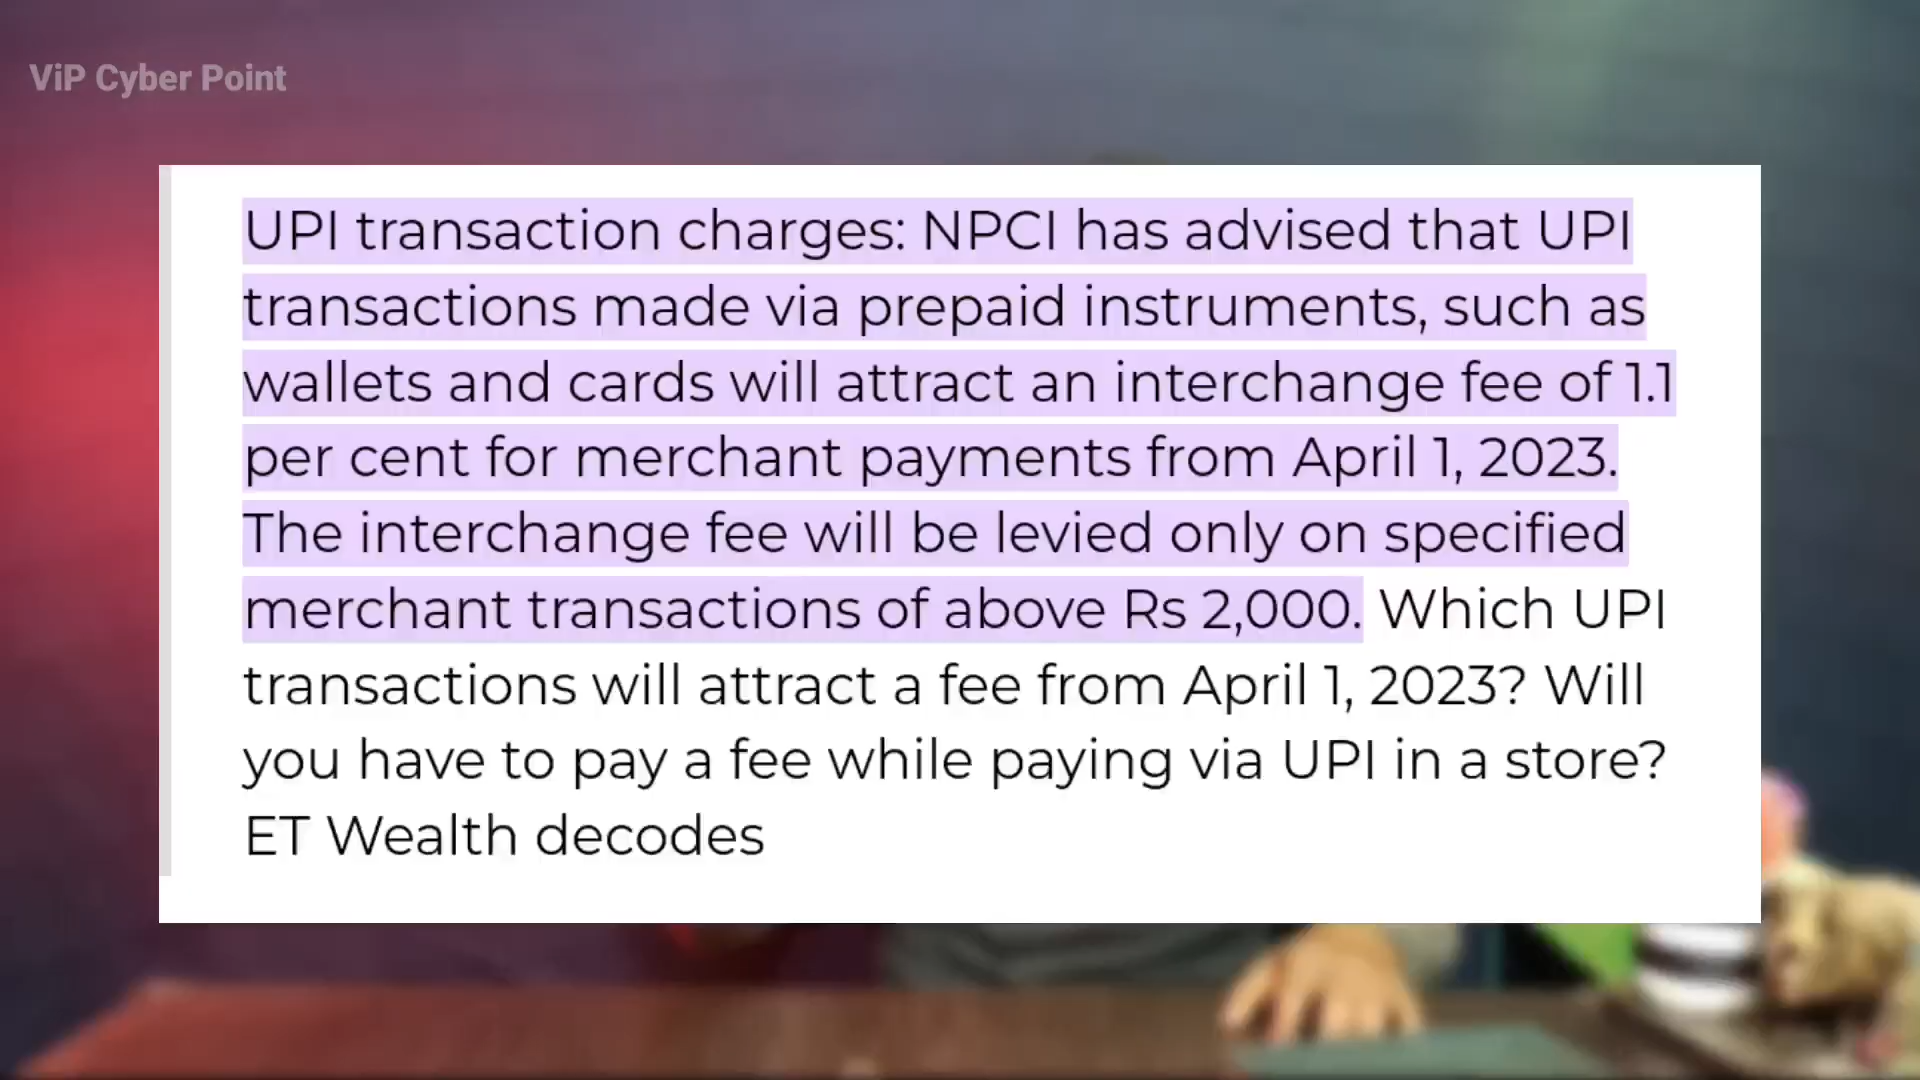 ViP Cyber Point
UPI transaction charges: NPCI has advised that UPI
transactions made via prepaid instruments, such as
wallets and cards will attract an interchange fee of 1.1
per cent for merchant payments from April 1, 2023.
The interchange fee will be levied only on specified
merchant transactions of above Rs 2,000. Which UPI
transactions will attract a fee from April 1, 2023? Will
you have to pay a fee while paying via UPI in a store?
ET Wealth decodes